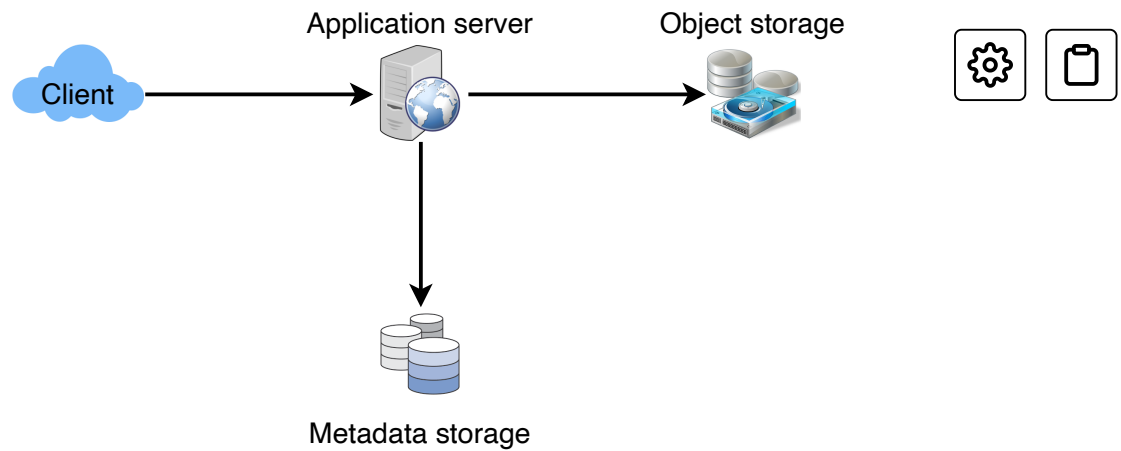 Application server
Object storage
Client
Metadata storage